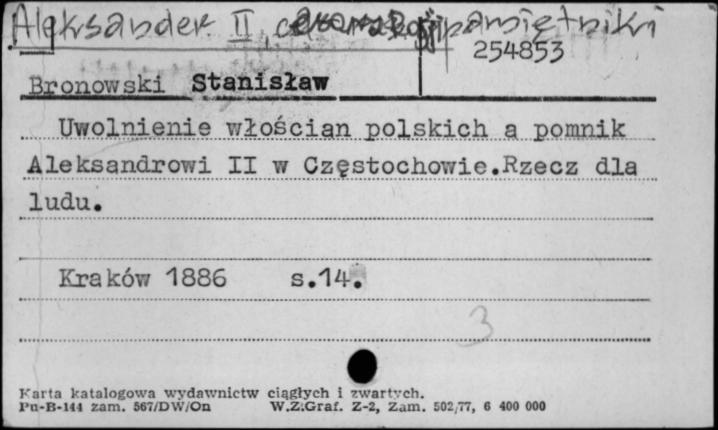 Aleksander II pamiętniki
254853
Bronowski Stanisław
Uwolnienie włościan polskich a pomnik
Aleksandrowi II w Częstochowie.Rzecz dla
ludu.
Kraków 1886 s.14.
3
Karta katalogowa wydawnictw ciągłych i zwartych.
Pu-B-144 zam. 567/DW/On W.Z.Graf. Z-2, Zam. 502/77, 6 400 000